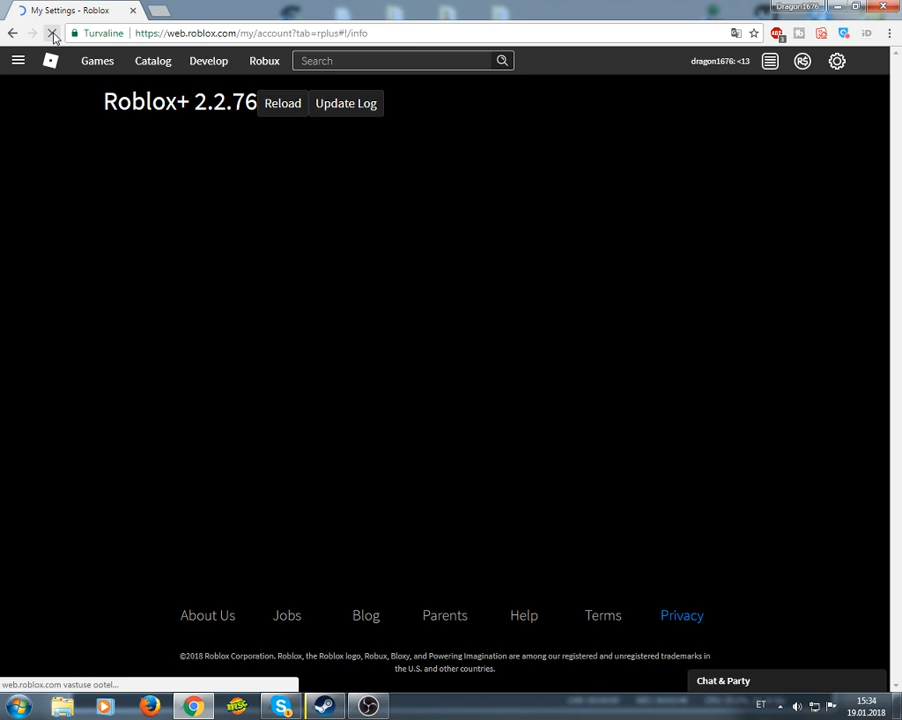 My Settings - Roblox
Dragon1676
Turvaline
https://web.roblox.com/my/account?tab=rplus#!/info
Games
Catalog
Develop
Robux
Search
dragon1676: <13
Roblox+ 2.2.76
Reload
Update Log
About Us
Jobs
Blog
Parents
Help
Terms
Privacy
©2018 Roblox Corporation. Roblox, the Roblox logo, Robux, Bloxy, and Powering Imagination are among our registered and unregistered trademarks in
the U.S. and other countries.
Chat & Party
web.roblox.com vastuse ootel...
ET
15:34
19.01.2018